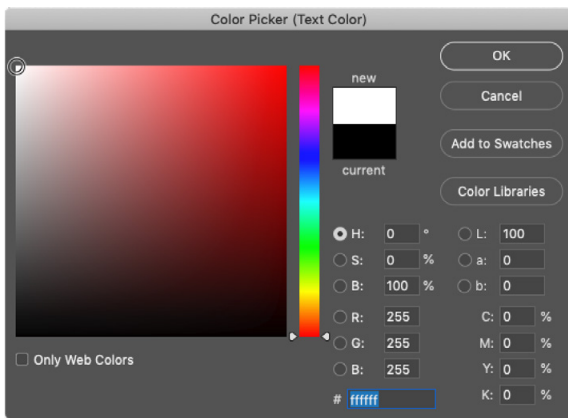 Color Picker (Text Color)
new
current
OK
Cancel
Add to Swatches
Color Libraries
H: 0 °
S: 0 %
B: 100 %
R: 255
G: 255
B: 255
# ffffff
L: 100
a: 0
b: 0
C: 0 %
M: 0 %
Y: 0 %
K: 0 %
Only Web Colors